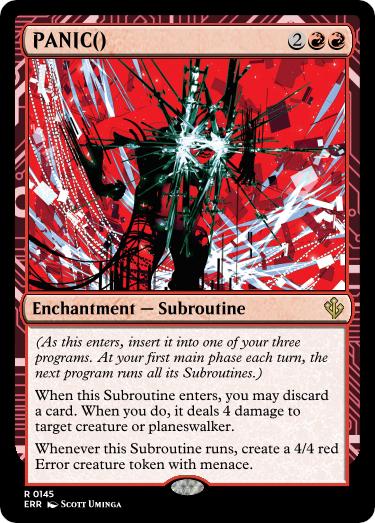 PANIC()
2
Enchantment — Subroutine
(As this enters, insert it into one of your three
programs. At your first main phase each turn, the
next program runs all its Subroutines.)
When this Subroutine enters, you may discard
a card. When you do, it deals 4 damage to
target creature or planeswalker.
Whenever this Subroutine runs, create a 4/4 red
Error creature token with menace.
R 0145
ERR Scott Uminga